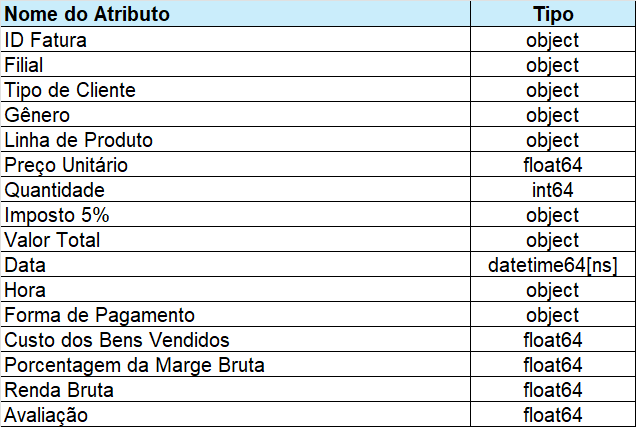 Nome do Atributo Tipo
ID Fatura object
Filial object
Tipo de Cliente object
Gênero object
Linha de Produto object
Preço Unitário float64
Quantidade int64
Imposto 5% object
Valor Total object
Data datetime64[ns]
Hora object
Forma de Pagamento object
Custo dos Bens Vendidos float64
Porcentagem da Marge Bruta float64
Renda Bruta float64
Avaliação float64